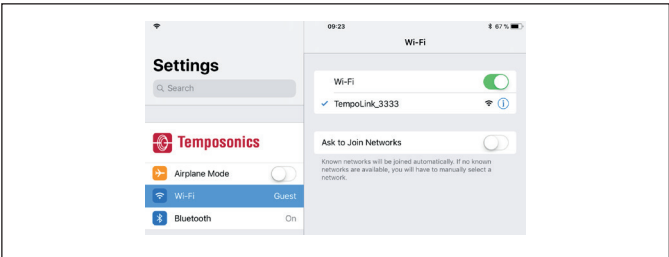 09:23
67 %
Settings
Search
Temposonics
Airplane Mode
Wi-Fi Guest
Bluetooth On
Wi-Fi
Wi-Fi
TempoLink_3333
Ask to Join Networks
Known networks will be joined automatically. If no known
networks are available, you will have to manually select a
network.